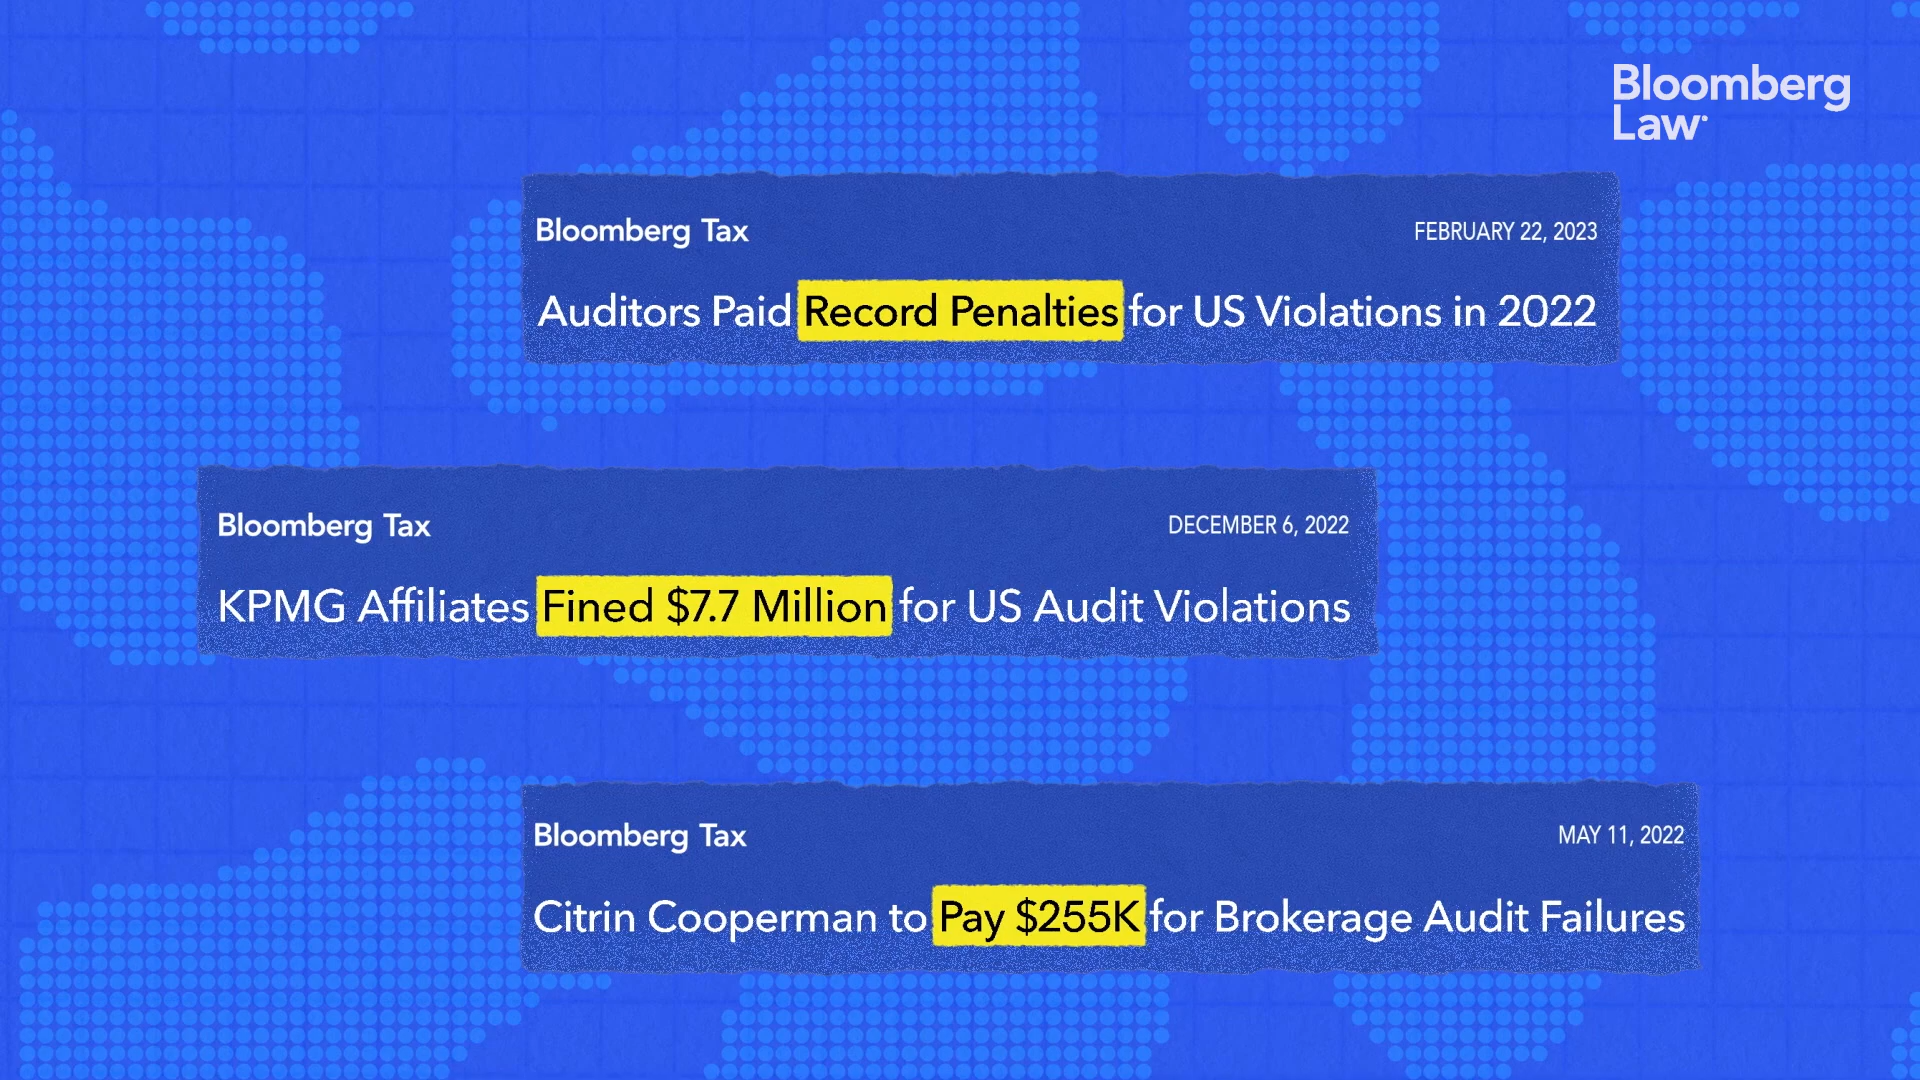 Bloomberg
Law
Bloomberg Tax
FEBRUARY 22, 2023
Auditors Paid Record Penalties for US Violations in 2022
Bloomberg Tax
DECEMBER 6, 2022
KPMG Affiliates Fined $7.7 Million for US Audit Violations
Bloomberg Tax
MAY 11, 2022
Citrin Cooperman to Pay $255K for Brokerage Audit Failures